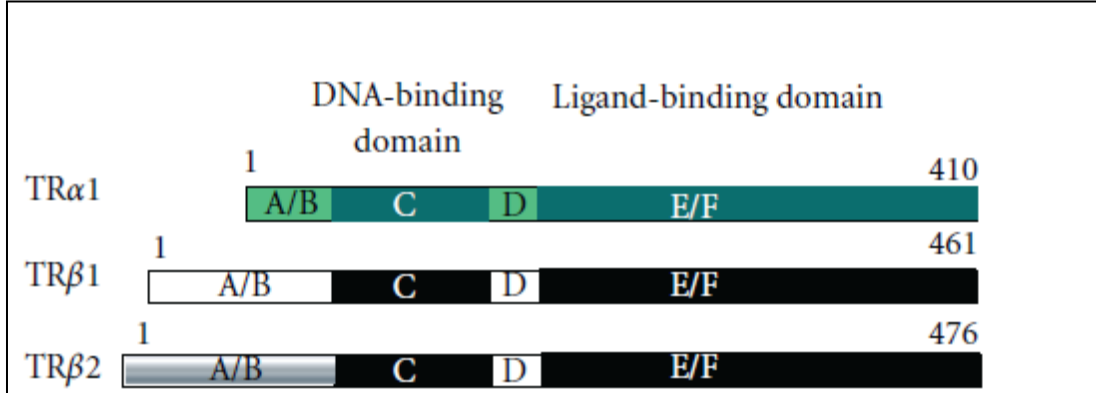 DNA-binding domain
Ligand-binding domain
1
410
TRα1
A/B
C
D
E/F
1
461
TRβ1
A/B
C
D
E/F
1
476
TRβ2
A/B
C
D
E/F